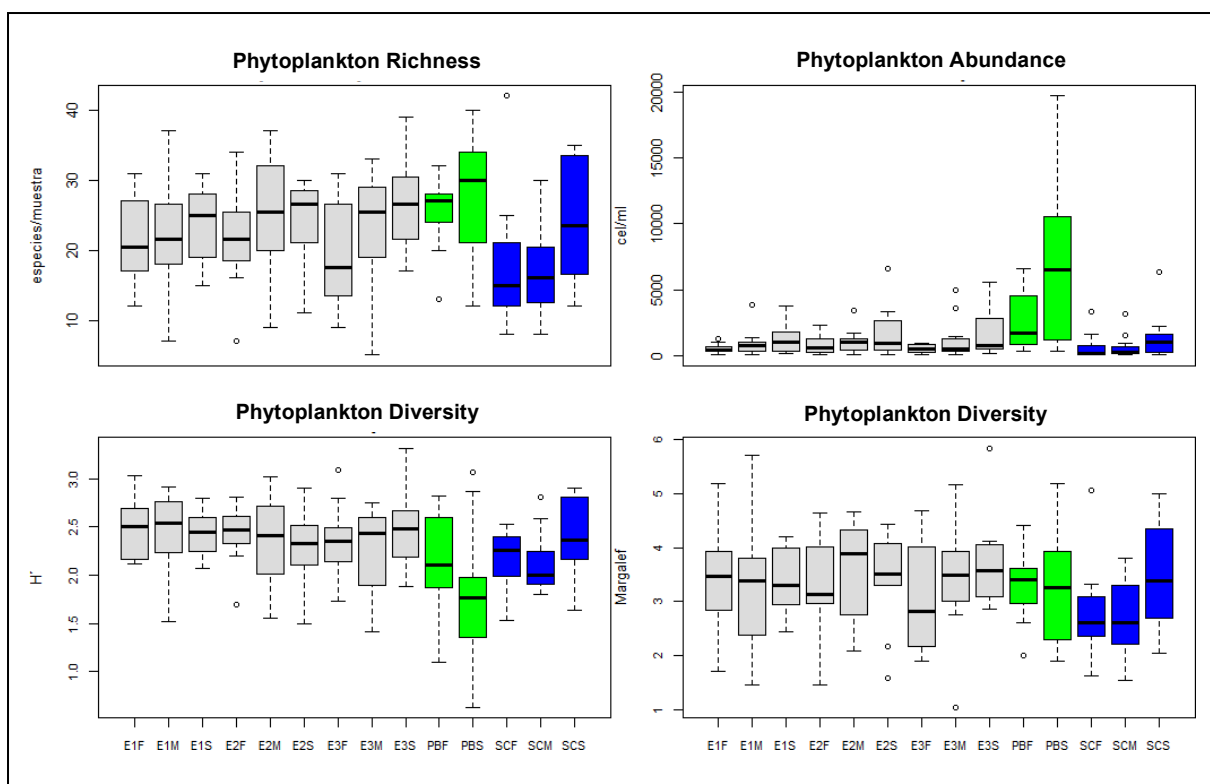 Phytoplankton Richness
especies/muestra
40
30
20
10
Phytoplankton Abundance
cel/ml
20000
15000
10000
5000
0
Phytoplankton Diversity
H´
3.0
2.5
2.0
1.5
1.0
E1F E1M E1S E2F E2M E2S E3F E3M E3S PBF PBS SCF SCM SCS
Phytoplankton Diversity
Margalef
6
5
4
3
2
1
E1F E1M E1S E2F E2M E2S E3F E3M E3S PBF PBS SCF SCM SCS